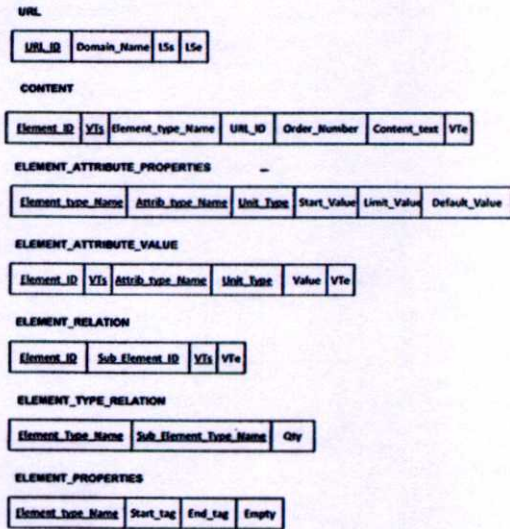 URL
URL_ID Domain_Name LSs LSe
CONTENT
Element_ID VTs Element_type_Name URL_ID Order_Number Content_text VTe
ELEMENT_ATTRIBUTE_PROPERTIES
Element_type_Name Attrib_type_Name Unit_Type Start_Value Limit_Value Default_Value
ELEMENT_ATTRIBUTE_VALUE
Element_ID VTs Attrib_type_Name Unit_Type Value VTe
ELEMENT_RELATION
Element_ID Sub_Element_ID VTs VTe
ELEMENT_TYPE_RELATION
Element_Type_Name Sub_Element_Type_Name Qty
ELEMENT_PROPERTIES
Element_type_Name Start_tag End_tag Empty